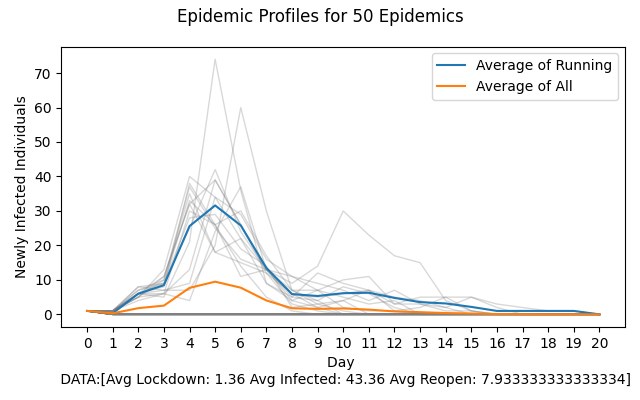 Epidemic Profiles for 50 Epidemics
Average of Running
Average of All
Newly Infected Individuals
70
60
50
40
30
20
10
0
0 1 2 3 4 5 6 7 8 9 10 11 12 13 14 15 16 17 18 19 20
Day
DATA:[Avg Lockdown: 1.36 Avg Infected: 43.36 Avg Reopen: 7.933333333333334]